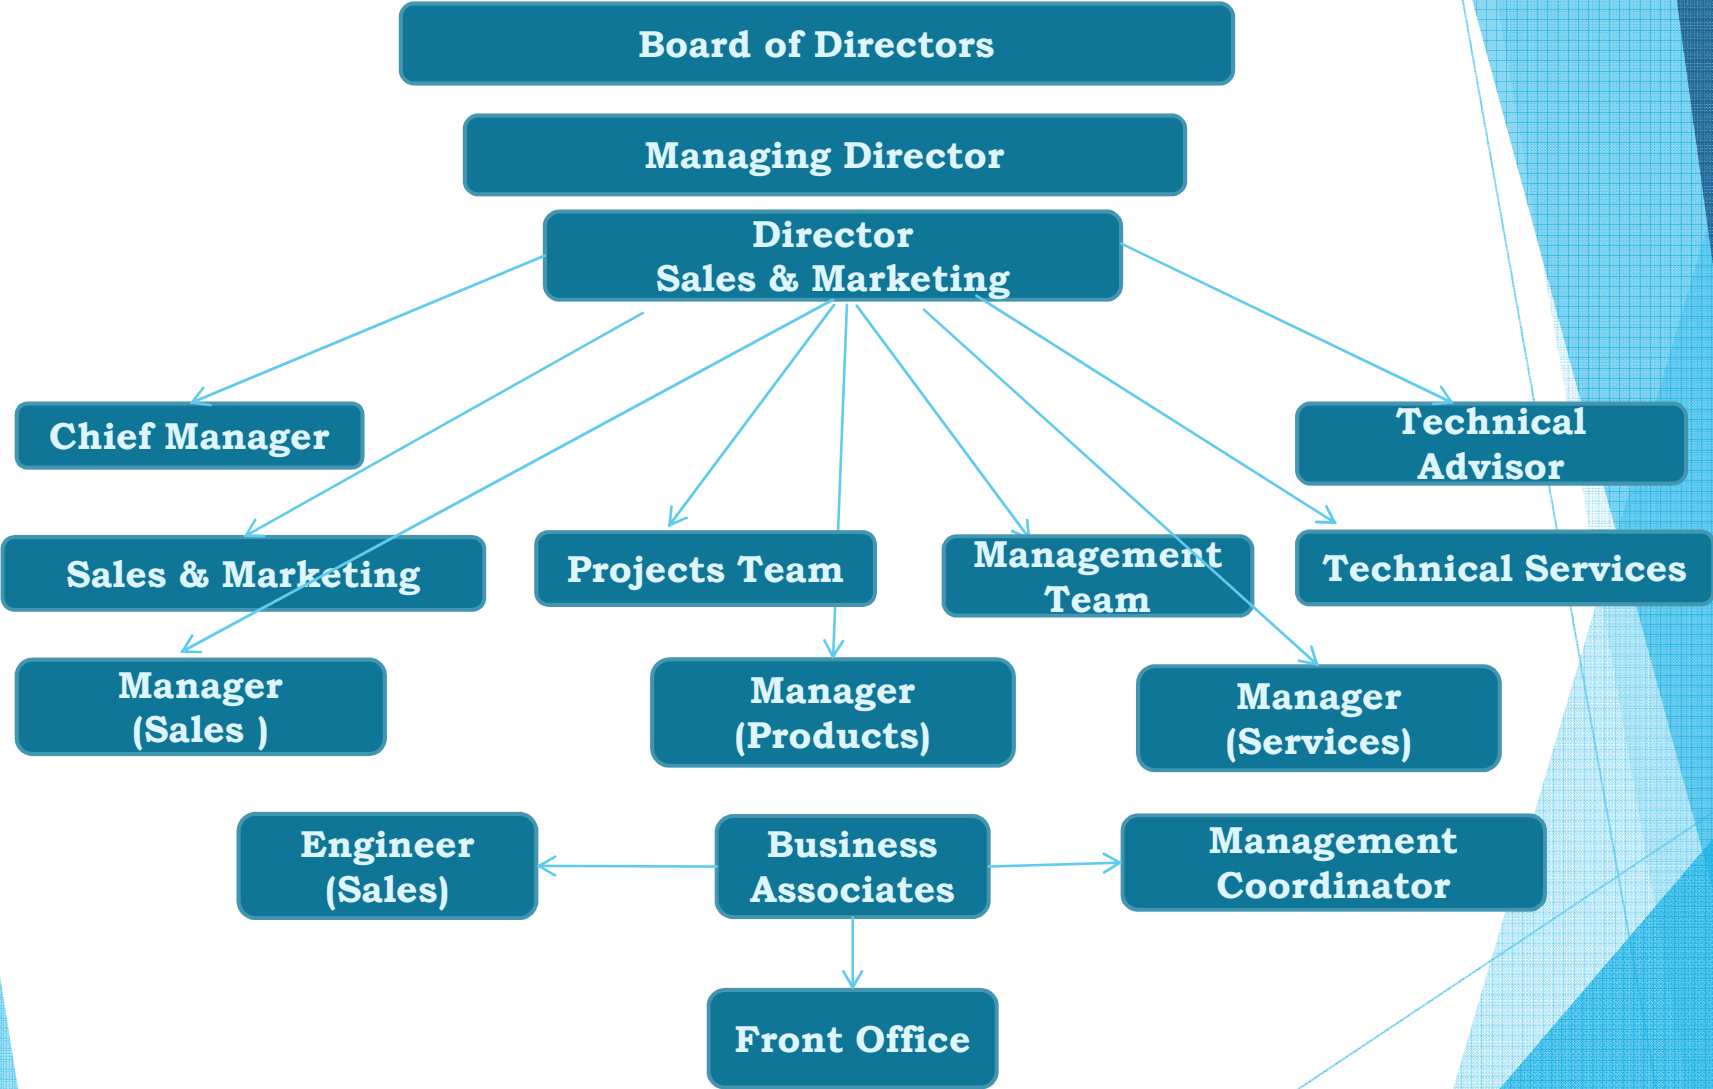 Board of Directors
Managing Director
Director
Sales & Marketing
Chief Manager
Technical
Advisor
Sales & Marketing
Projects Team
Management
Team
Technical Services
Manager
(Sales )
Manager
(Products)
Manager
(Services)
Engineer
(Sales)
Business
Associates
Management
Coordinator
Front Office